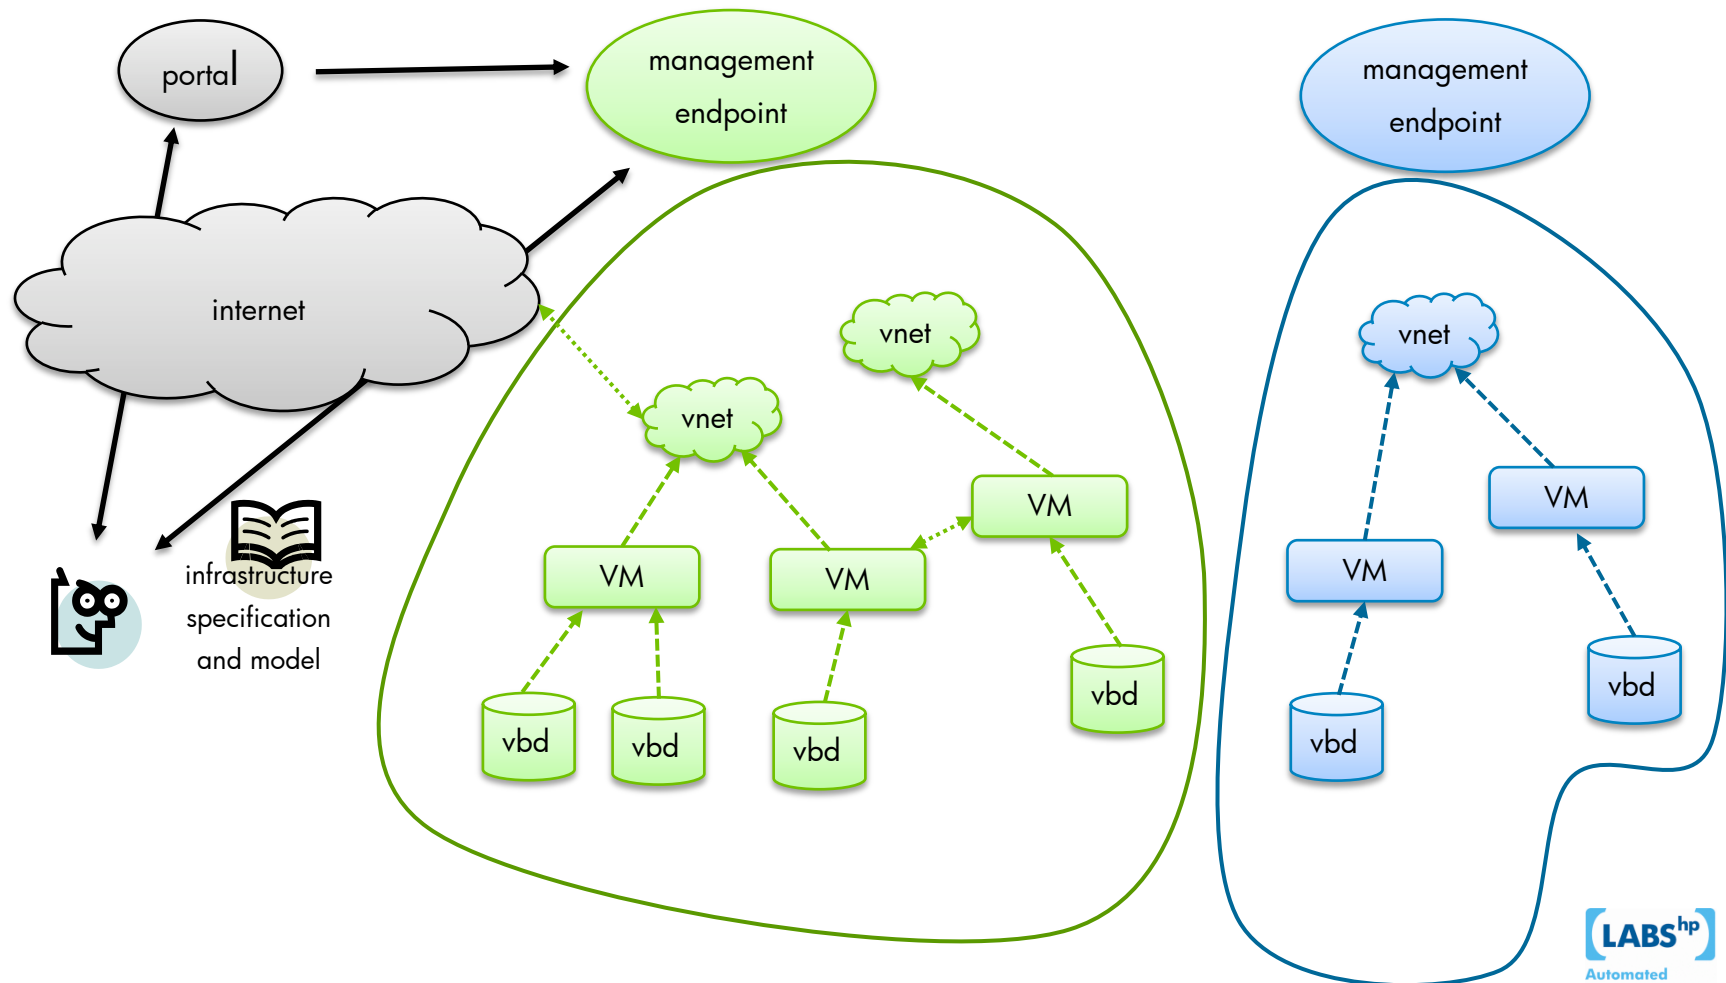 portal
management
endpoint
management
endpoint
internet
vnet
vnet
vnet
VM
VM
VM
VM
VM
infrastructure
specification
and model
vbd
vbd
vbd
vbd
vbd
vbd
LABS hp
Automated